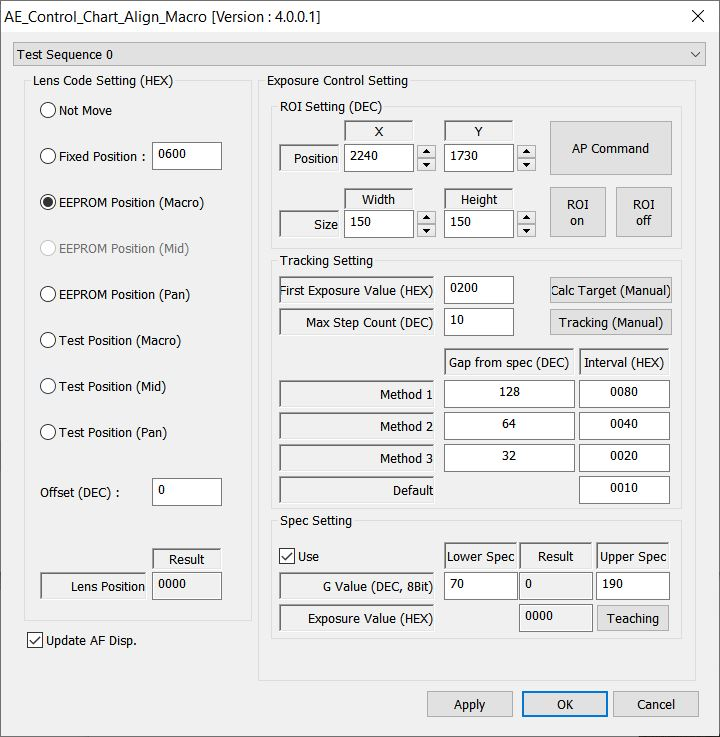 AE_Control_Chart_Align_Macro [Version : 4.0.0.1]
Test Sequence 0
Lens Code Setting (HEX)
Not Move
Fixed Position : 0600
EEPROM Position (Macro)
EEPROM Position (Mid)
EEPROM Position (Pan)
Test Position (Macro)
Test Position (Mid)
Test Position (Pan)
Offset (DEC) : 0
Result
Lens Position 0000
Update AF Disp.
Exposure Control Setting
ROI Setting (DEC)
X Y
Position 2240 1730
AP Command
Width Height
Size 150 150
ROI on
ROI off
Tracking Setting
First Exposure Value (HEX) 0200 Calc Target (Manual)
Max Step Count (DEC) 10 Tracking (Manual)
Gap from spec (DEC) Interval (HEX)
Method 1 128 0080
Method 2 64 0040
Method 3 32 0020
Default 0010
Spec Setting
Use Lower Spec Result Upper Spec
G Value (DEC, 8Bit) 70 0 190
Exposure Value (HEX) 0000 Teaching
Apply OK Cancel